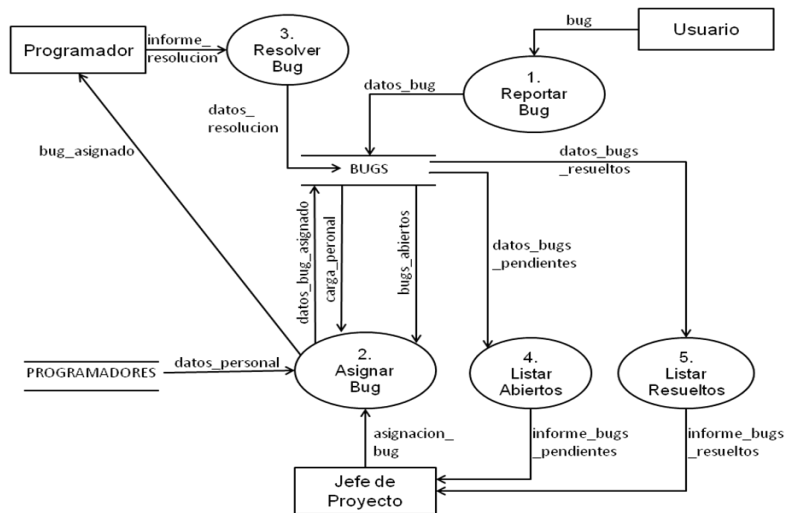 bug
Usuario
Programador
informe_
resolucion
3.
Resolver
Bug
1.
Reportar
Bug
datos_bug
datos_
resolucion
bug_asignado
BUGS
datos_bugs
_resueltos
datos_bug_asignado
carga_peronal
bugs_abiertos
datos_bugs
_pendientes
PROGRAMADORES
datos_personal
2.
Asignar
Bug
4.
Listar
Abiertos
5.
Listar
Resueltos
asignacion_
bug
informe_bugs
_pendientes
informe_bugs
_resueltos
Jefe de
Proyecto